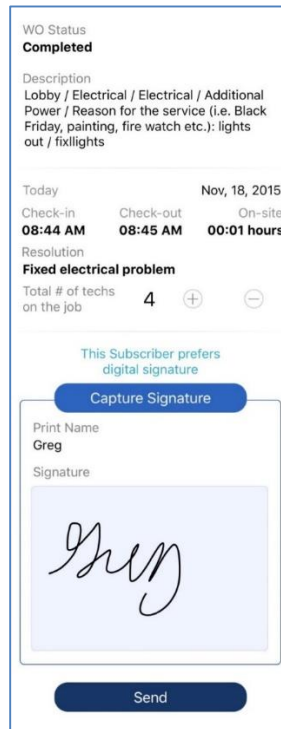 WO Status
Completed
Description
Lobby / Electrical / Electrical / Additional
Power / Reason for the service (i.e. Black
Friday, painting, fire watch etc.): lights
out / fixllights
Today Nov, 18, 2015
Check-in Check-out On-site
08:44 AM 08:45 AM 00:01 hours
Resolution
Fixed electrical problem
Total # of techs
on the job 4 + −
This Subscriber prefers
digital signature
Capture Signature
Print Name
Greg
Signature
Greg
Send